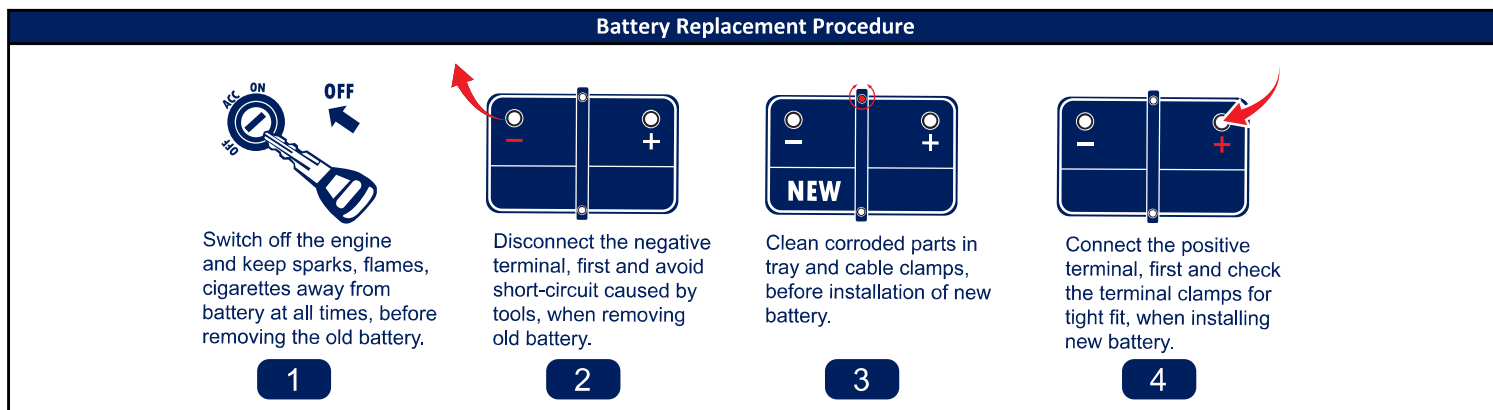 Battery Replacement Procedure
ACC ON OFF
OFF
Switch off the engine
and keep sparks, flames,
cigarettes away from
battery at all times, before
removing the old battery.
1
− +
Disconnect the negative
terminal, first and avoid
short-circuit caused by
tools, when removing
old battery.
2
− +
NEW
Clean corroded parts in
tray and cable clamps,
before installation of new
battery.
3
− +
Connect the positive
terminal, first and check
the terminal clamps for
tight fit, when installing
new battery.
4